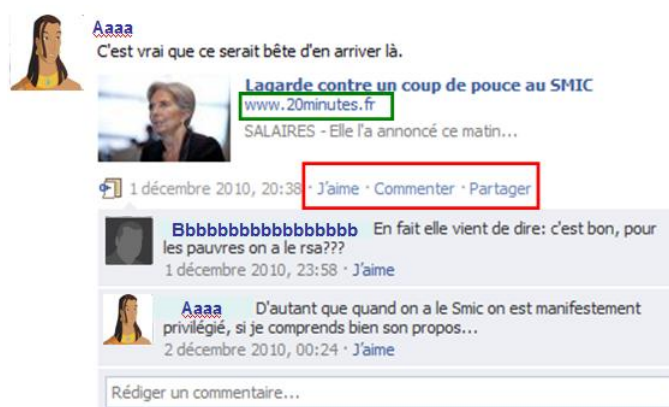 Aaaa
C'est vrai que ce serait bête d'en arriver là.
Lagarde contre un coup de pouce au SMIC
www.20minutes.fr
SALAIRES - Elle l'a annoncé ce matin...
1 décembre 2010, 20:38 · J'aime · Commenter · Partager
Bbbbbbbbbbbbbbbbb En fait elle vient de dire: c'est bon, pour
les pauvres on a le rsa???
1 décembre 2010, 23:58 · J'aime
Aaaa D'autant que quand on a le Smic on est manifestement
privilégié, si je comprends bien son propos...
2 décembre 2010, 00:24 · J'aime
Rédiger un commentaire...